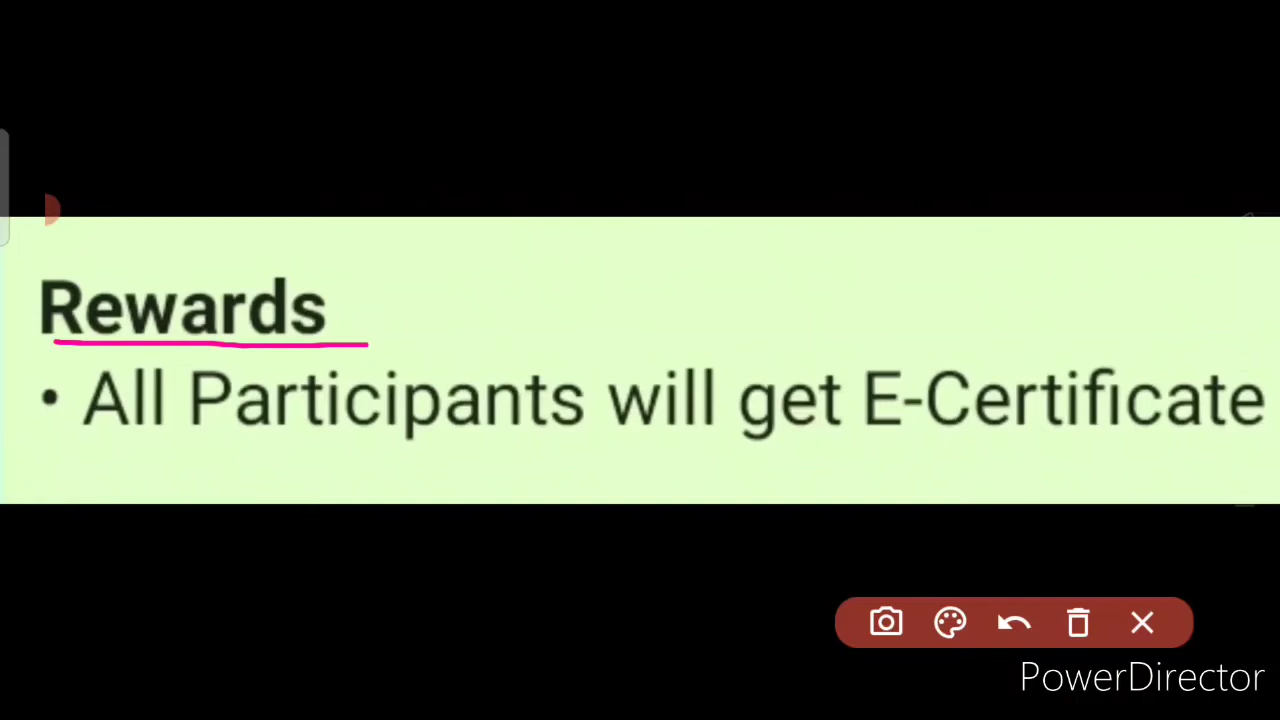 Rewards
• All Participants will get E-Certificate
PowerDirector